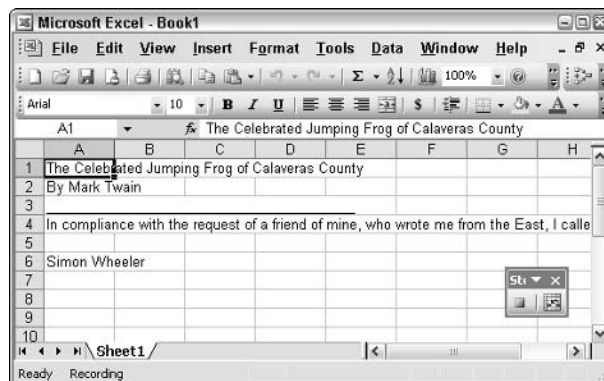 Microsoft Excel - Book1
File Edit View Insert Format Tools Data Window Help
Σ 100%
Arial 10 B I U $ A
A1 fx The Celebrated Jumping Frog of Calaveras County
A B C D E F G H
1 The Celebrated Jumping Frog of Calaveras County
2 By Mark Twain
3
4 In compliance with the request of a friend of mine, who wrote me from the East, I calle
5
6 Simon Wheeler
7
8
9
10
Sheet1
Ready Recording